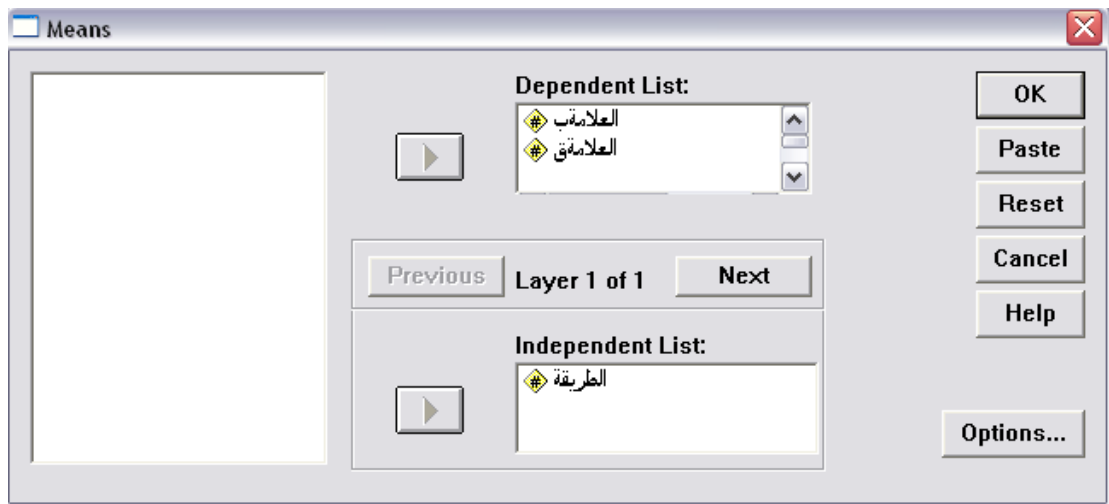 Means
Dependent List:
العلامةب
العلامةق
OK
Paste
Reset
Cancel
Help
Previous
Layer 1 of 1
Next
Independent List:
الطريقة
Options...